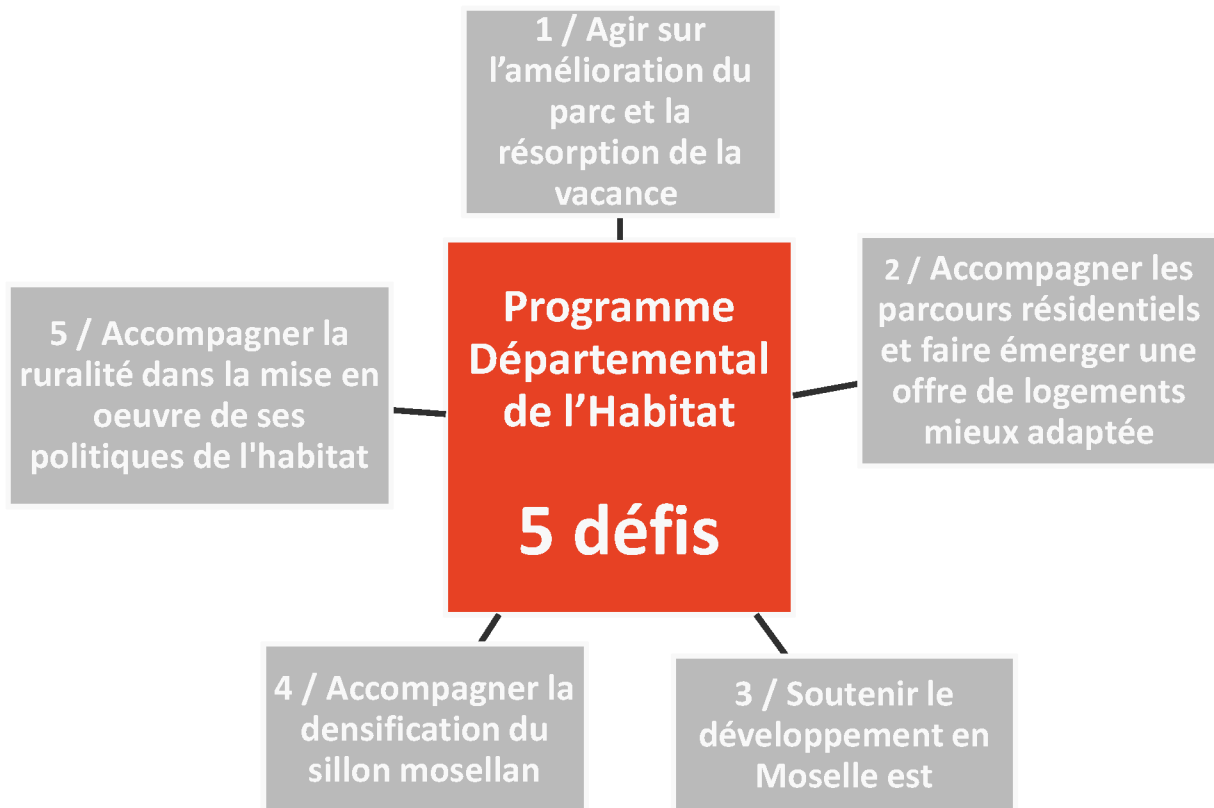 1 / Agir sur
l’amélioration du
parc et la
résorption de la
vacance
Programme
Départemental
de l’Habitat
5 défis
2 / Accompagner les
parcours résidentiels
et faire émerger une
offre de logements
mieux adaptée
3 / Soutenir le
développement en
Moselle est
4 / Accompagner la
densification du
sillon mosellan
5 / Accompagner la
ruralité dans la mise en
oeuvre de ses
politiques de l'habitat